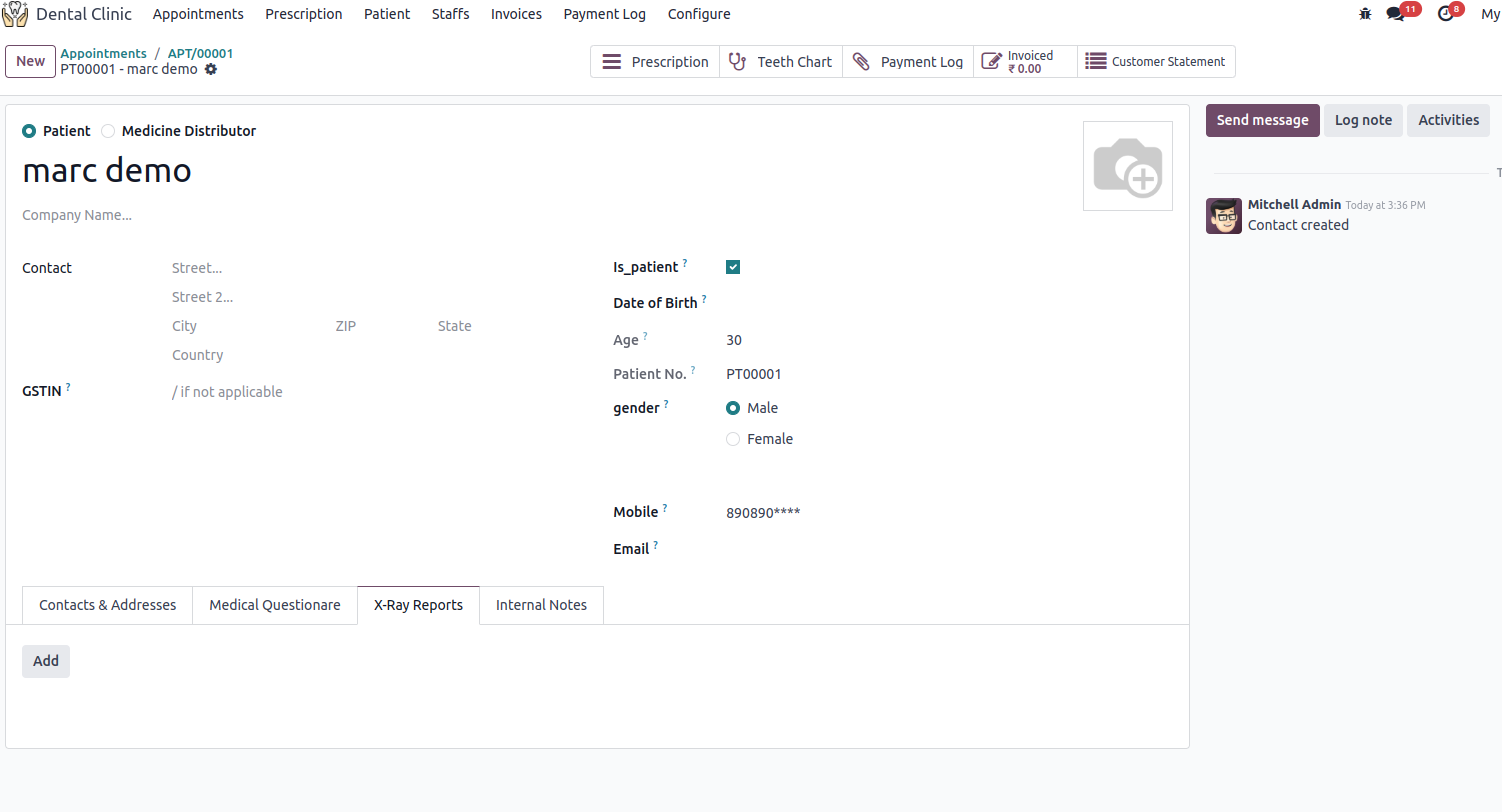 Dental Clinic Appointments Prescription Patient Staffs Invoices Payment Log Configure 11 8 My
New Appointments / APT/00001
PT00001 - marc demo
Prescription Teeth Chart Payment Log Invoiced ₹ 0.00 Customer Statement
Patient Medicine Distributor
marc demo
Company Name...
Contact Street...
Street 2...
City ZIP State
Country
GSTIN ? / if not applicable
Is_patient ?
Date of Birth ?
Age ? 30
Patient No. ? PT00001
gender ? Male
Female
Mobile ? 890890****
Email ?
Contacts & Addresses Medical Questionare X-Ray Reports Internal Notes
Add
Send message Log note Activities
Mitchell Admin Today at 3:36 PM
Contact created